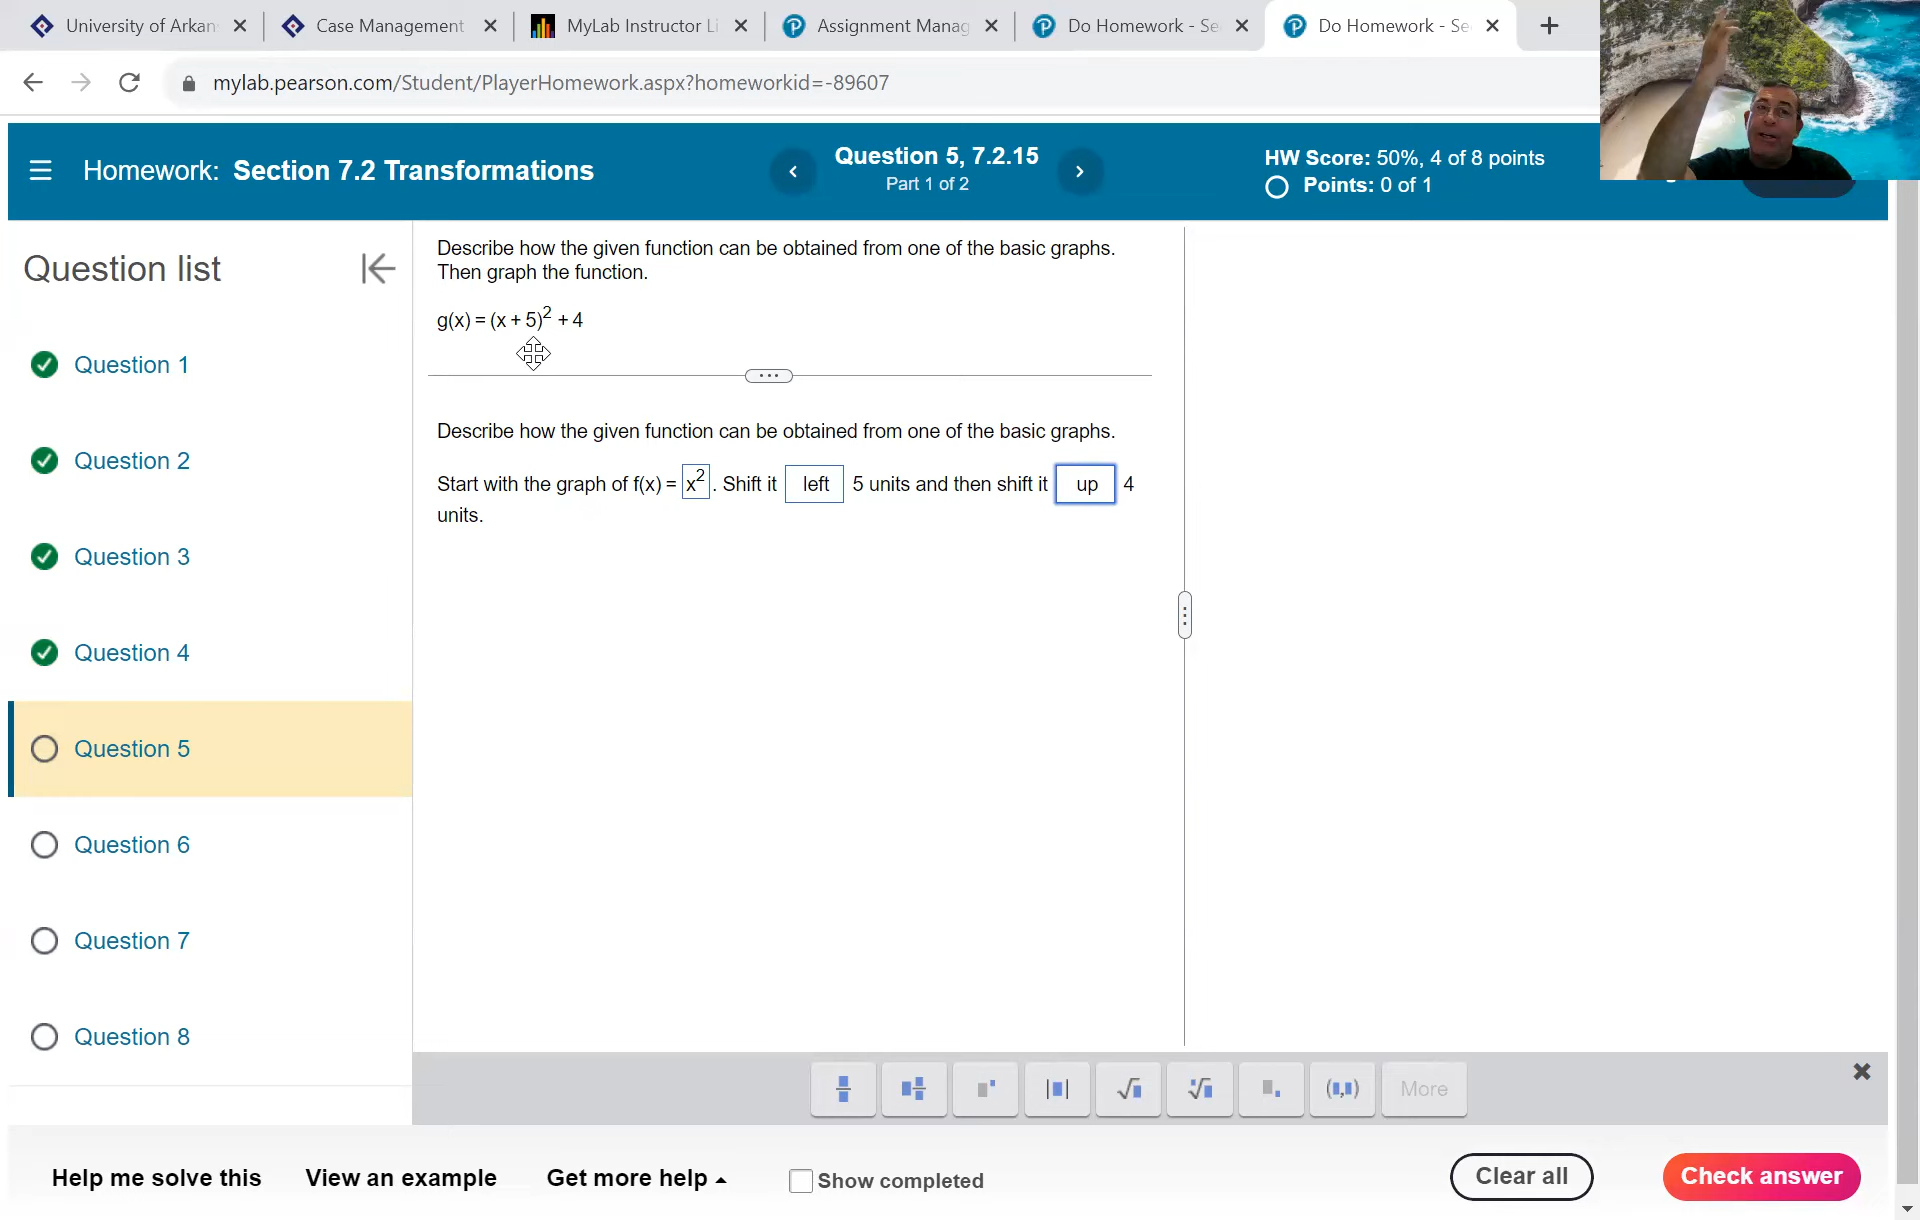 University of Arkan
Case Management
MyLab Instructor Li
Assignment Manag
Do Homework - Se
Do Homework - Se
mylab.pearson.com/Student/PlayerHomework.aspx?homeworkid=-89607
Homework: Section 7.2 Transformations
Question 5, 7.2.15
Part 1 of 2
HW Score: 50%, 4 of 8 points
Points: 0 of 1
Question list
Question 1
Question 2
Question 3
Question 4
Question 5
Question 6
Question 7
Question 8
Describe how the given function can be obtained from one of the basic graphs.
Then graph the function.
g(x) = (x + 5)² + 4
Describe how the given function can be obtained from one of the basic graphs.
Start with the graph of f(x) = x². Shift it left 5 units and then shift it up 4
units.
More
Help me solve this
View an example
Get more help
Show completed
Clear all
Check answer